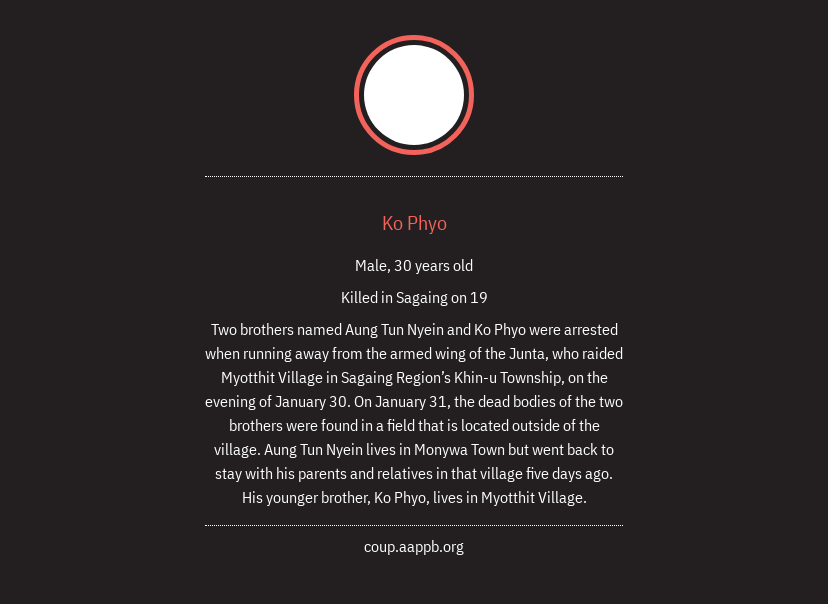 Ko Phyo
Male, 30 years old
Killed in Sagaing on 19
Two brothers named Aung Tun Nyein and Ko Phyo were arrested
when running away from the armed wing of the Junta, who raided
Myotthit Village in Sagaing Region’s Khin-u Township, on the
evening of January 30. On January 31, the dead bodies of the two
brothers were found in a field that is located outside of the
village. Aung Tun Nyein lives in Monywa Town but went back to
stay with his parents and relatives in that village five days ago.
His younger brother, Ko Phyo, lives in Myotthit Village.
coup.aappb.org